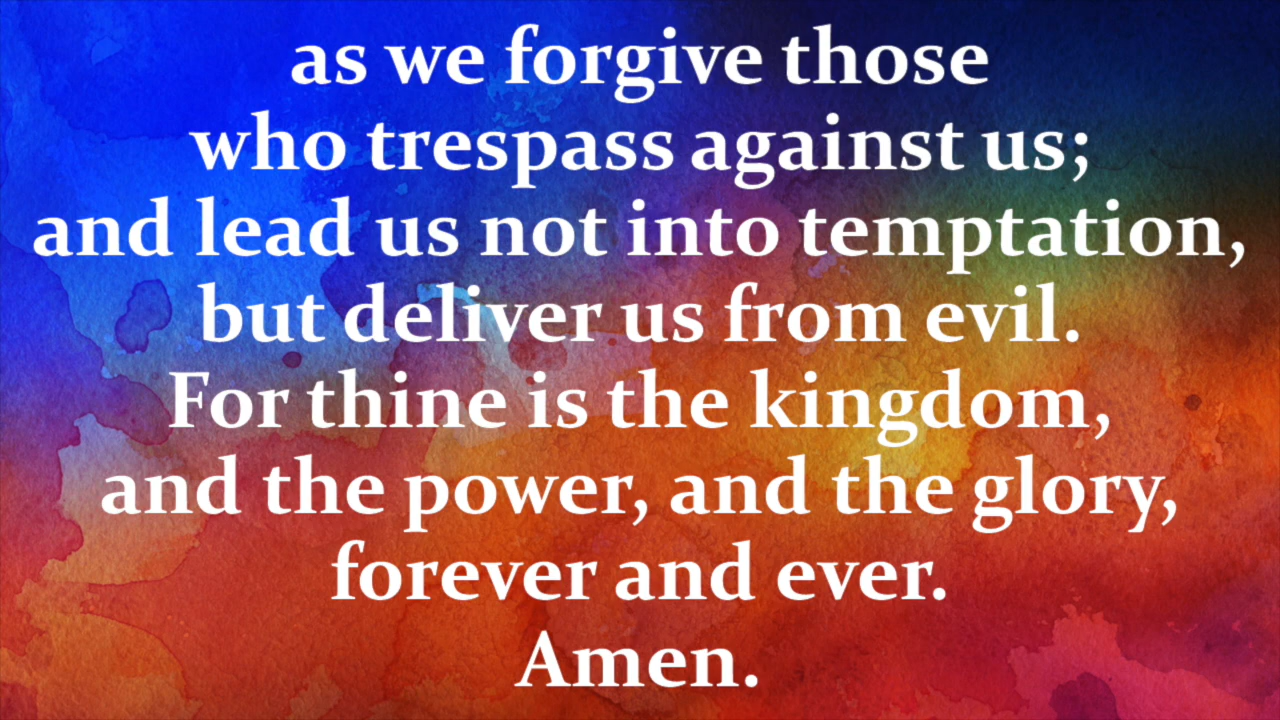 as we forgive those
who trespass against us;
and lead us not into temptation,
but deliver us from evil.
For thine is the kingdom,
and the power, and the glory,
forever and ever.
Amen.